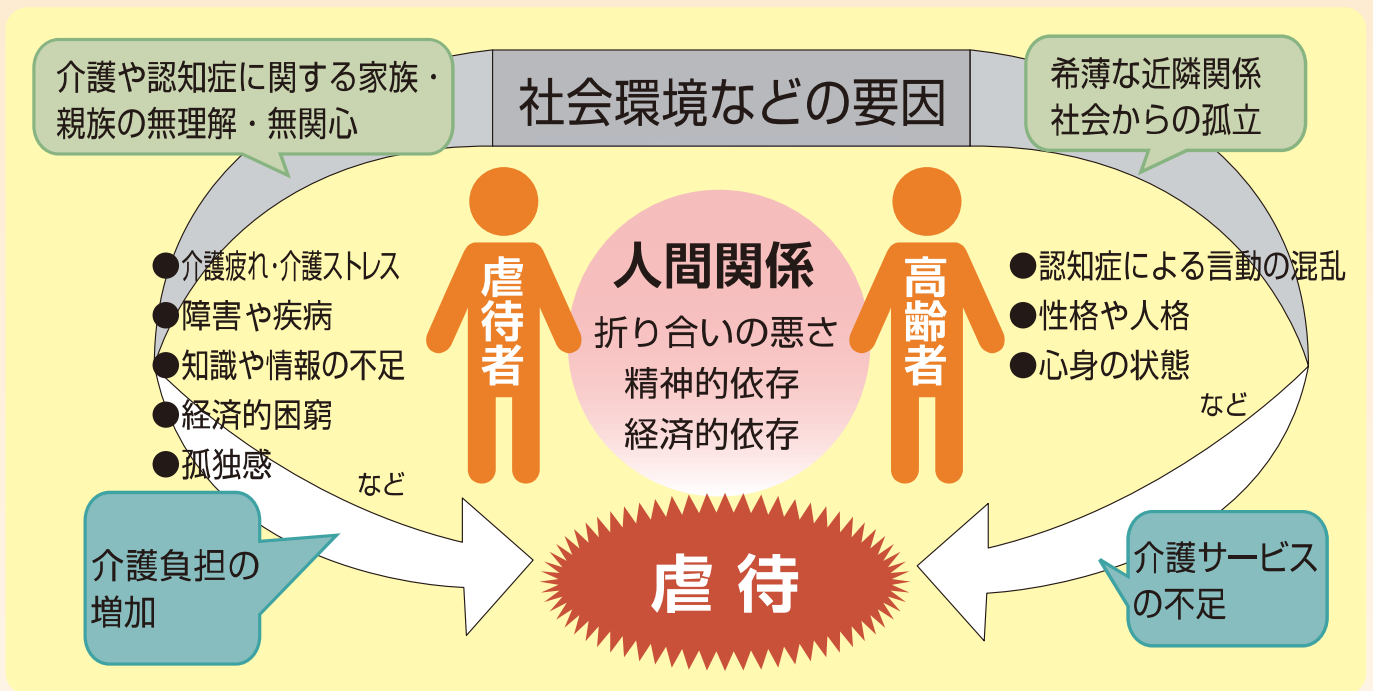 介護や認知症に関する家族・
親族の無理解・無関心
社会環境などの要因
希薄な近隣関係
社会からの孤立
●介護疲れ・介護ストレス
●障害や疾病
●知識や情報の不足
●経済的困窮
●孤独感
など
虐待者
人間関係
折り合いの悪さ
精神的依存
経済的依存
高齢者
●認知症による言動の混乱
●性格や人格
●心身の状態
など
介護負担の
増加
虐待
介護サービス
の不足